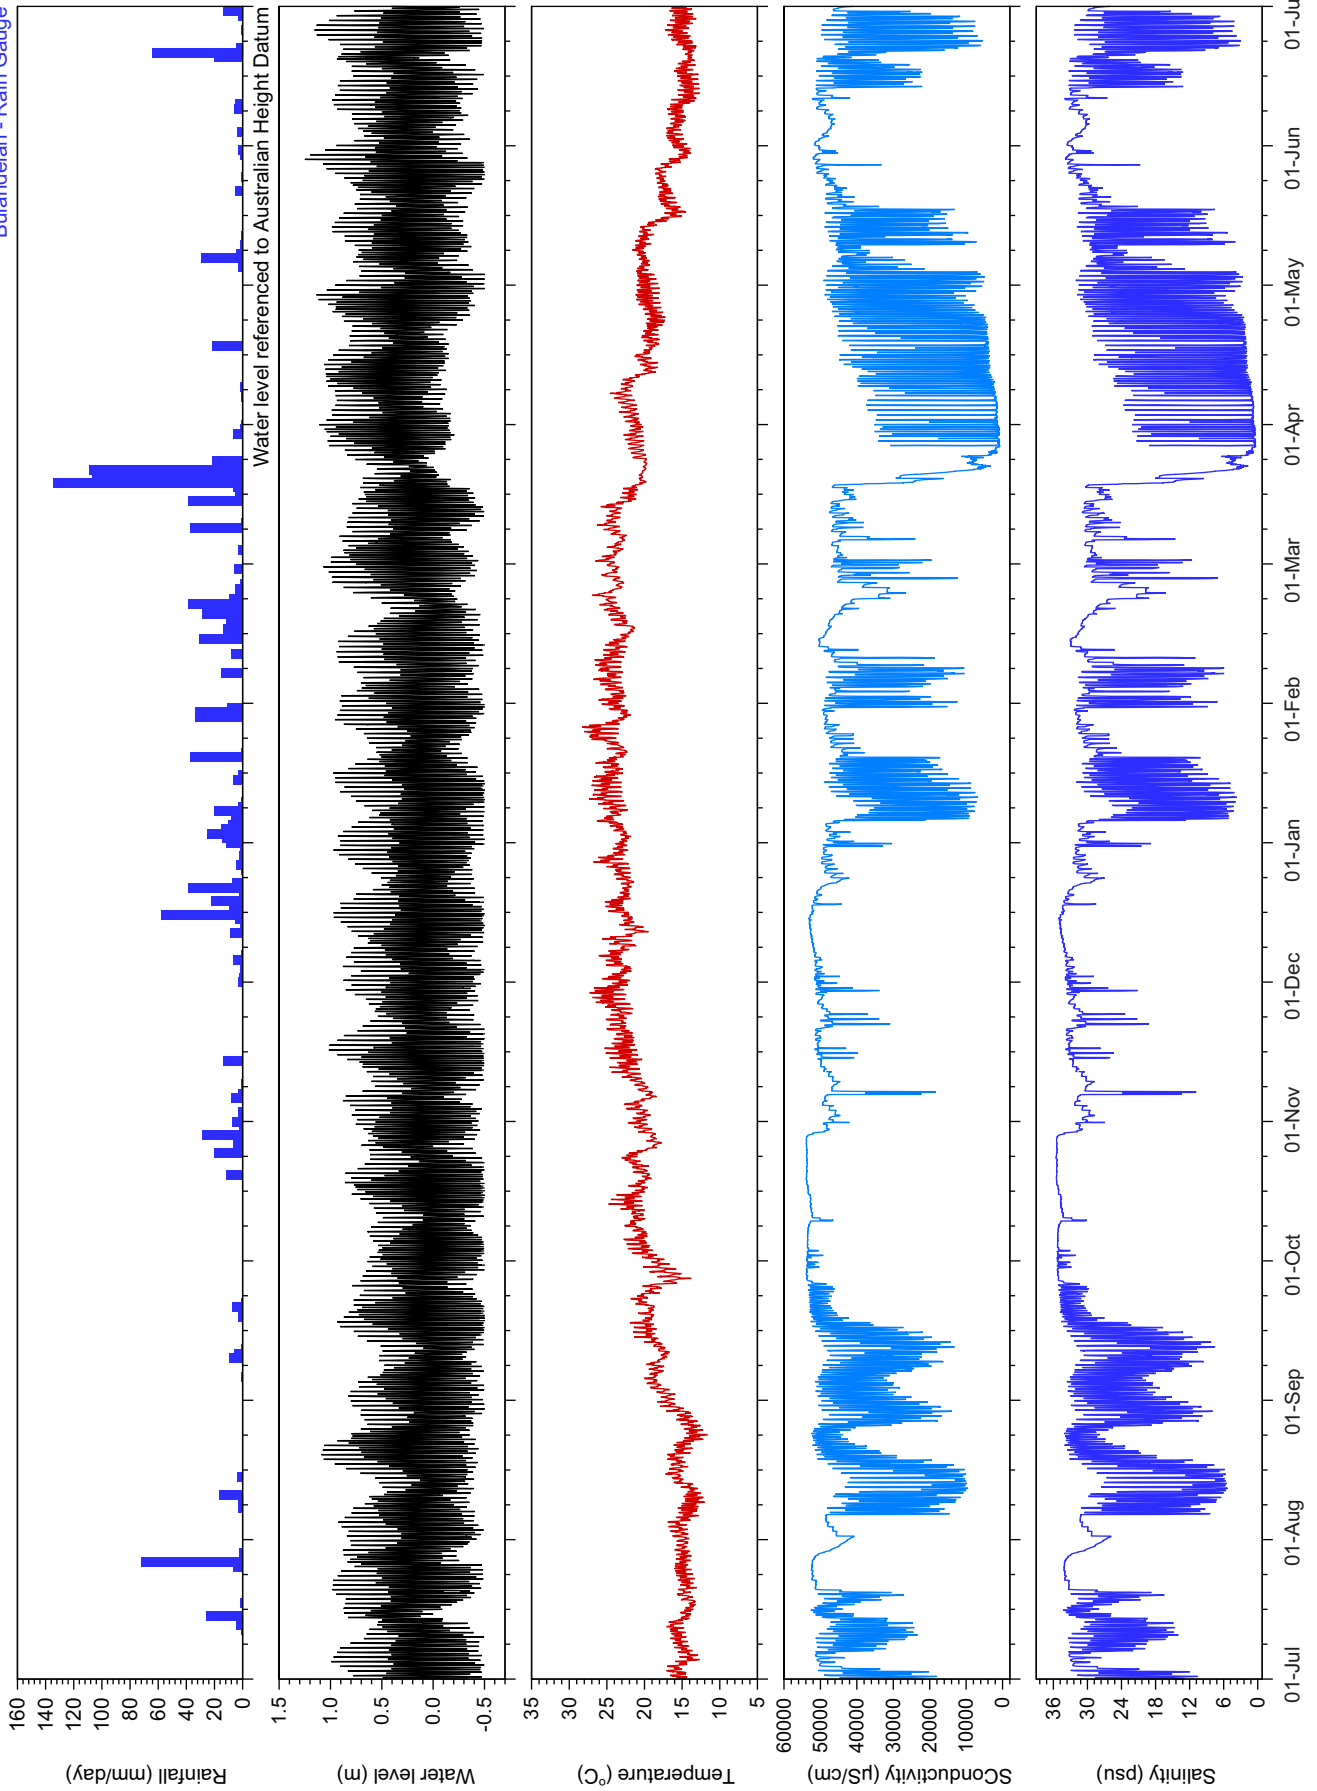 Bulahdelah - Rain Gauge
160 140 120 100 80 60 40 20 0
Rainfall (mm/day)
Water level referenced to Australian Height Datum
1.5 1.0 0.5 0.0 -0.5
Water level (m)
35 30 25 20 15 10 5
Temperature (°C)
60000 50000 40000 30000 20000 10000 0
SConductivity (µS/cm)
36 30 24 18 12 6 0
Salinity (psu)
01-Jul 01-Aug 01-Sep 01-Oct 01-Nov 01-Dec 01-Jan 01-Feb 01-Mar 01-Apr 01-May 01-Jun